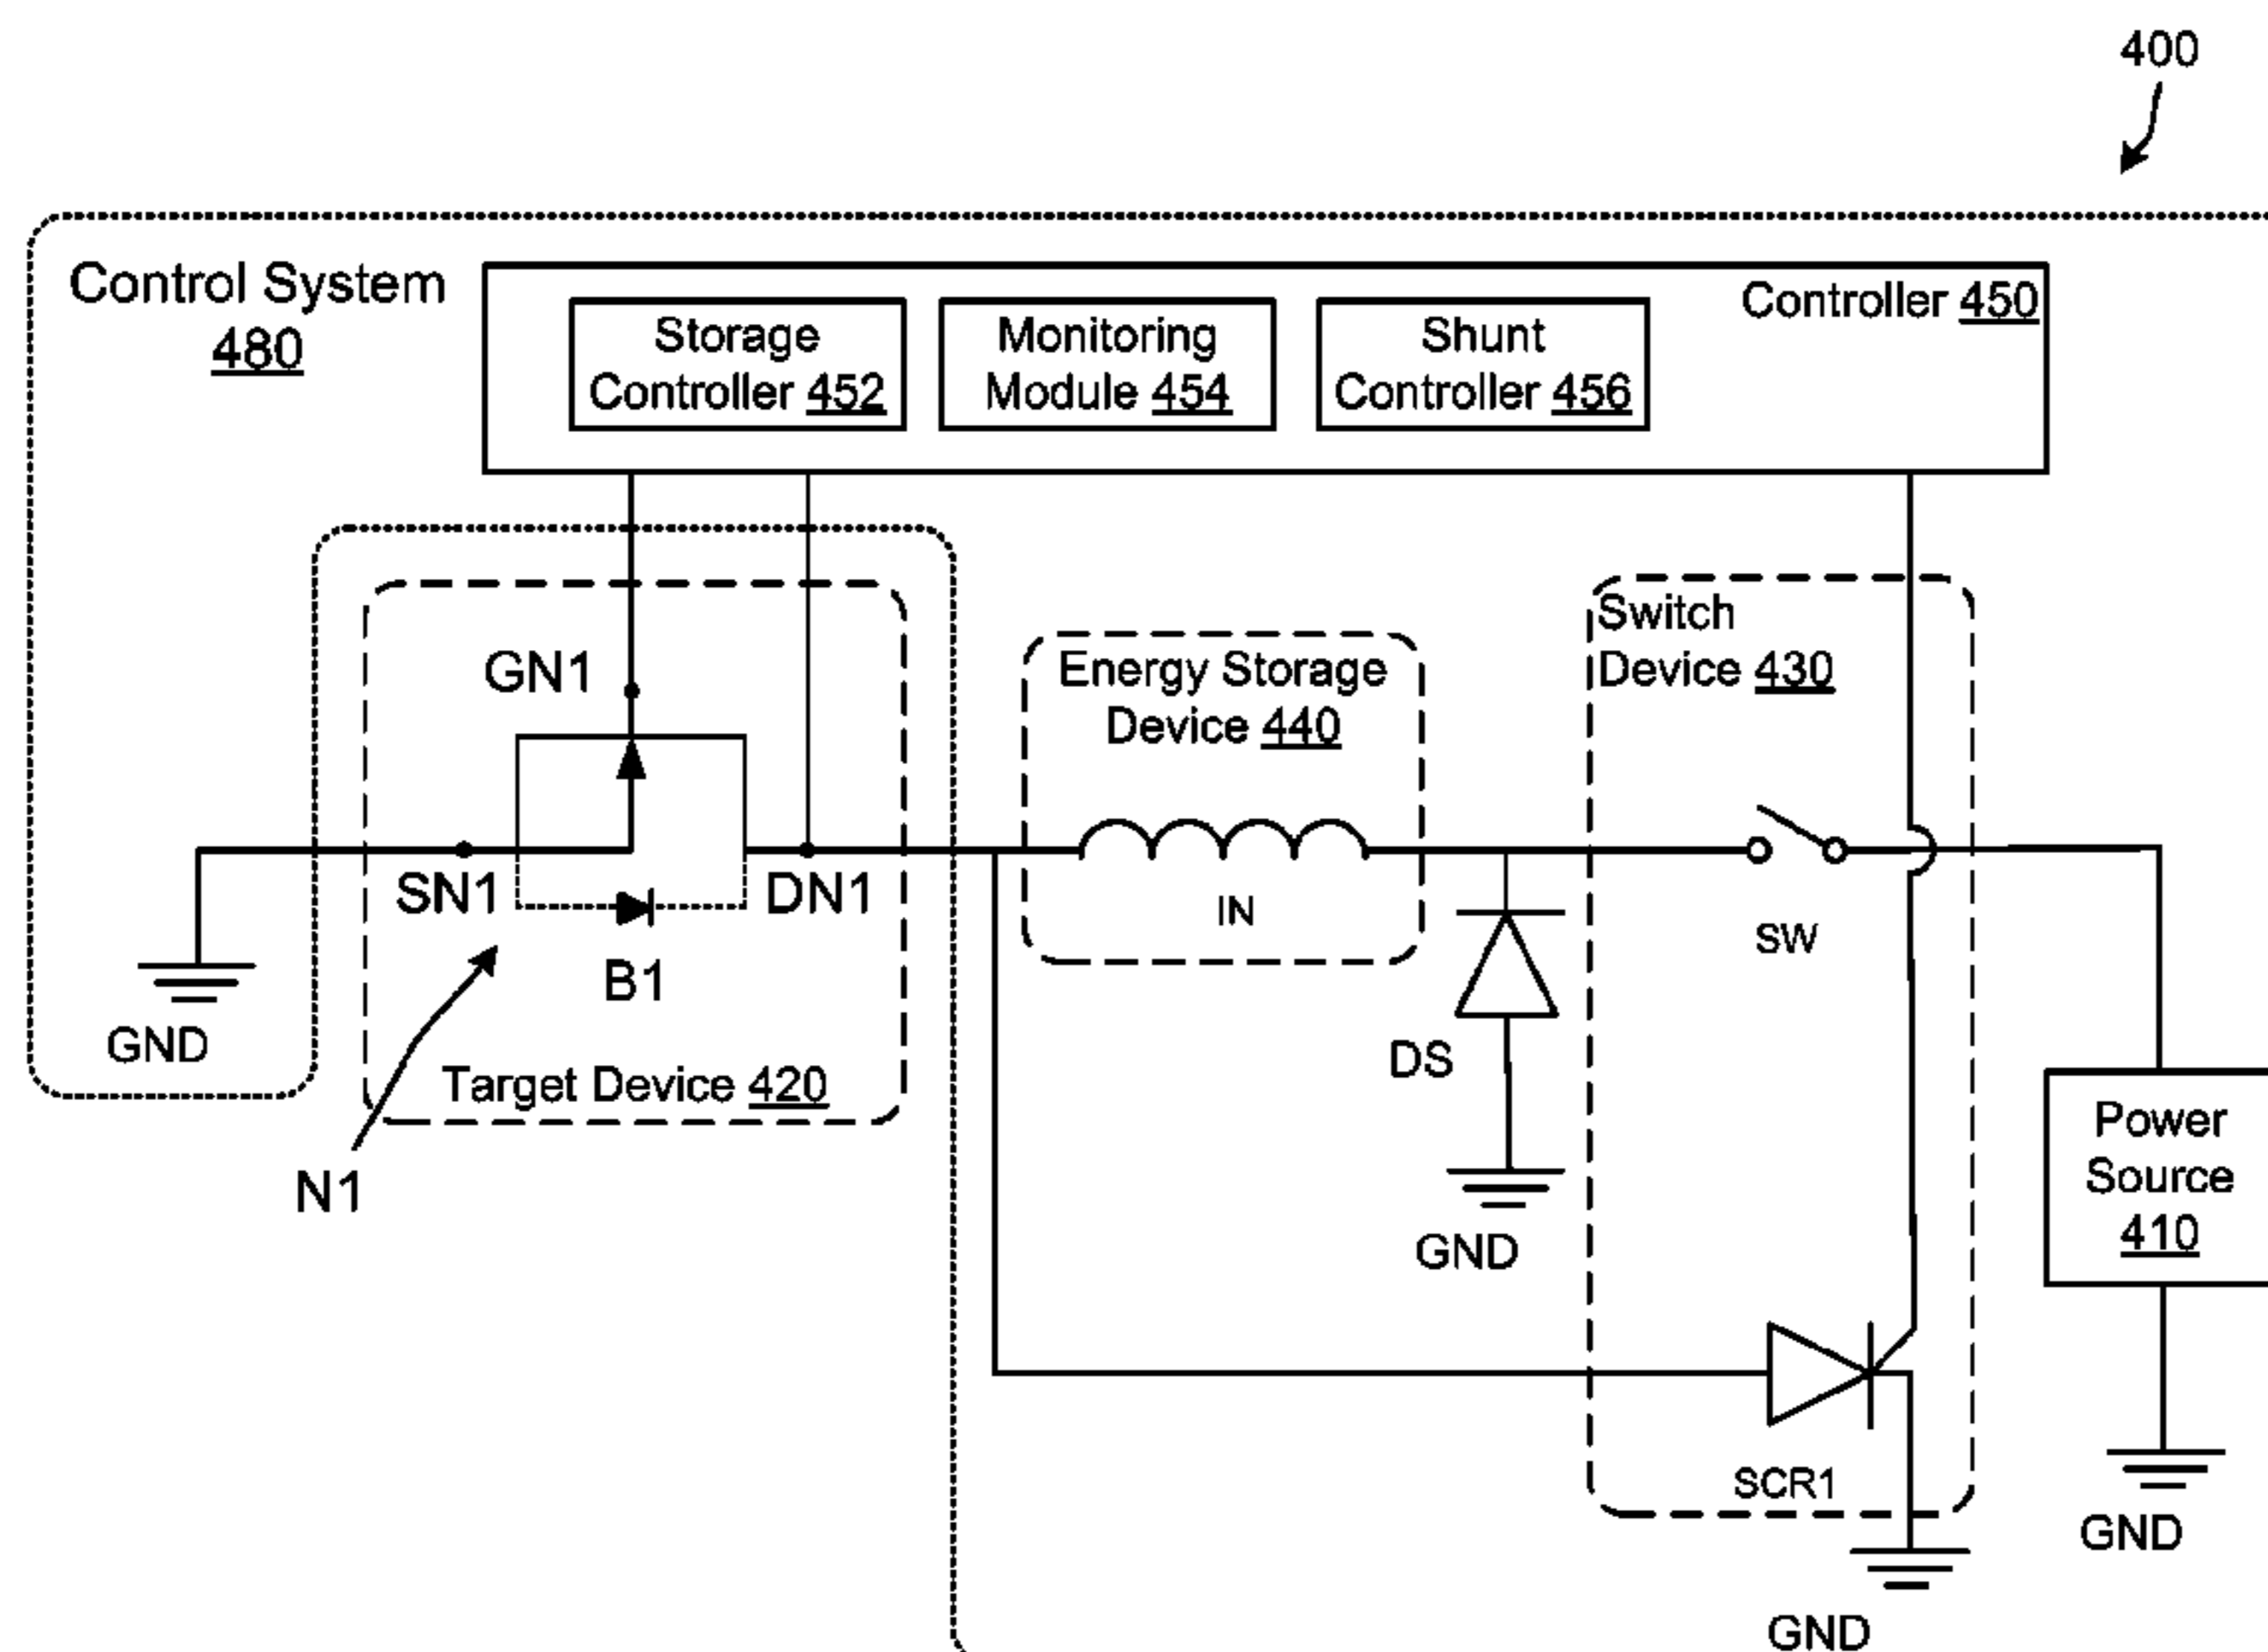 400
Control System
480
Controller 450
Storage
Controller 452
Monitoring
Module 454
Shunt
Controller 456
GN1
SN1
DN1
B1
N1
Target Device 420
GND
Energy Storage
Device 440
IN
DS
GND
Switch
Device 430
SW
SCR1
GND
Power
Source
410
GND